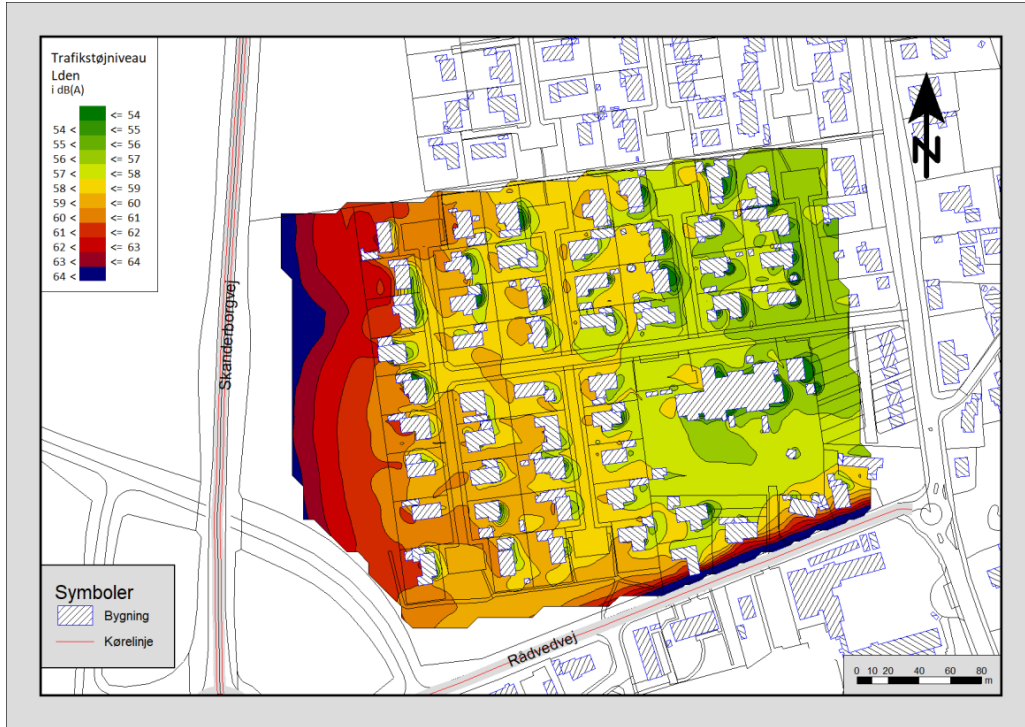 Trafikstøjniveau
Lden
i dB(A)
<= 54
54 < <= 55
55 < <= 56
56 < <= 57
57 < <= 58
58 < <= 59
59 < <= 60
60 < <= 61
61 < <= 62
62 < <= 63
63 < <= 64
64 <
N
Skanderborgvej
Symboler
Bygning
Kørelinje
Rådvedvej
0 10 20 40 60 80
m